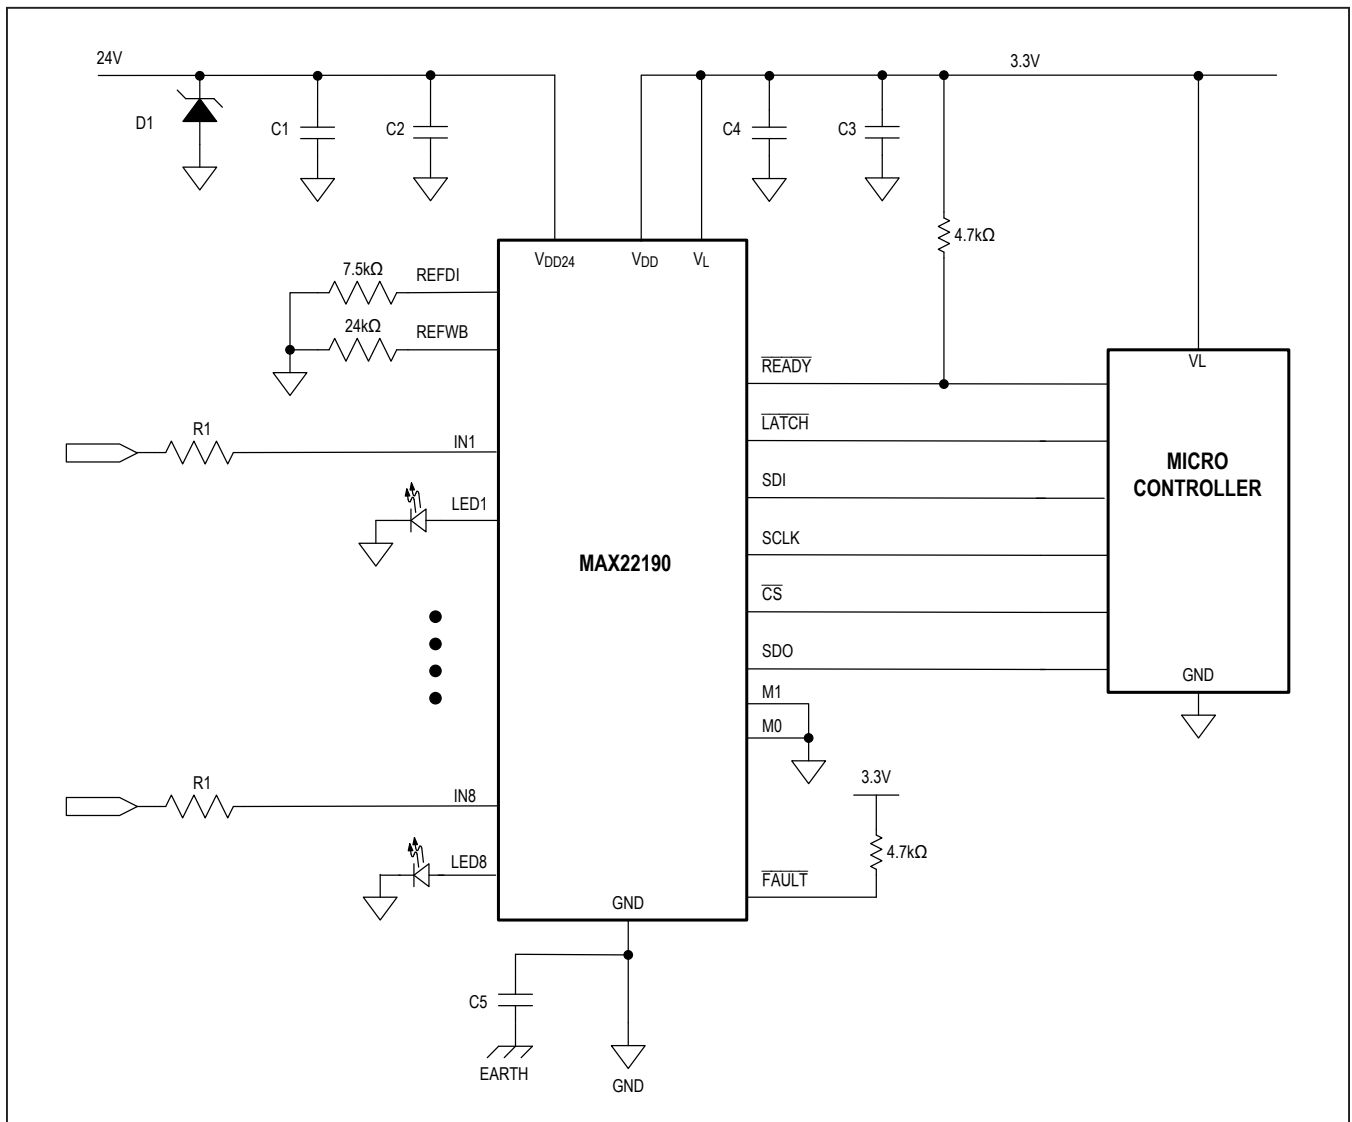 24V
3.3V
D1
C1
C2
C4
C3
4.7kΩ
VDD24
VDD
VL
7.5kΩ
REFDI
24kΩ
REFWB
READY
VL
R1
IN1
LATCH
MICRO
CONTROLLER
SDI
LED1
SCLK
MAX22190
CS
SDO
GND
M1
M0
3.3V
R1
IN8
4.7kΩ
LED8
FAULT
GND
C5
EARTH
GND